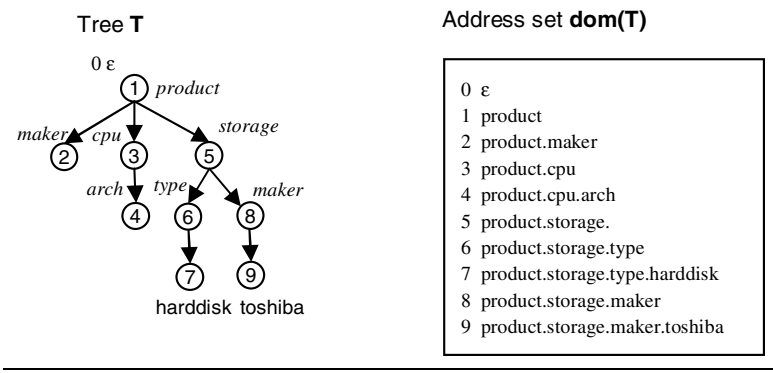 Tree T
Address set dom(T)
0 ε
1 product
maker cpu storage
2 3 5
arch type maker
4 6 8
7 9
harddisk toshiba
0 ε
1 product
2 product.maker
3 product.cpu
4 product.cpu.arch
5 product.storage.
6 product.storage.type
7 product.storage.type.harddisk
8 product.storage.maker
9 product.storage.maker.toshiba